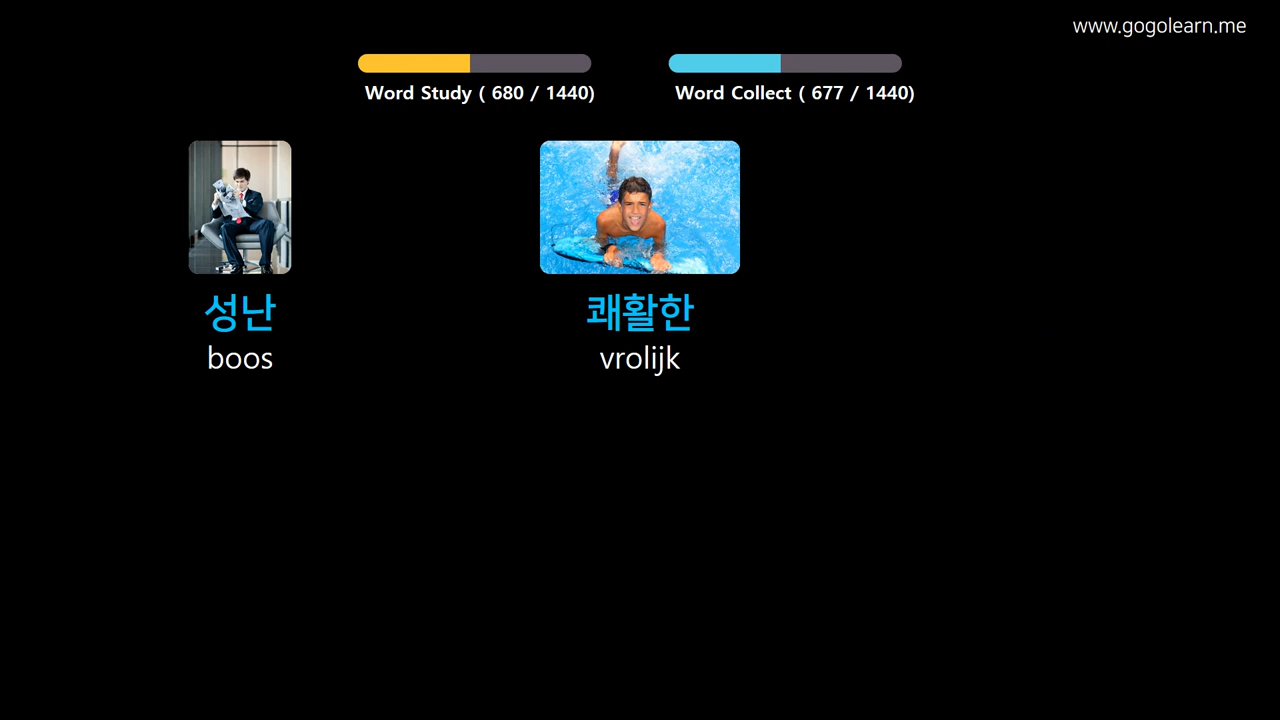 www.gogolearn.me
Word Study ( 680 / 1440)
Word Collect ( 677 / 1440)
성난
boos
쾌활한
vrolijk